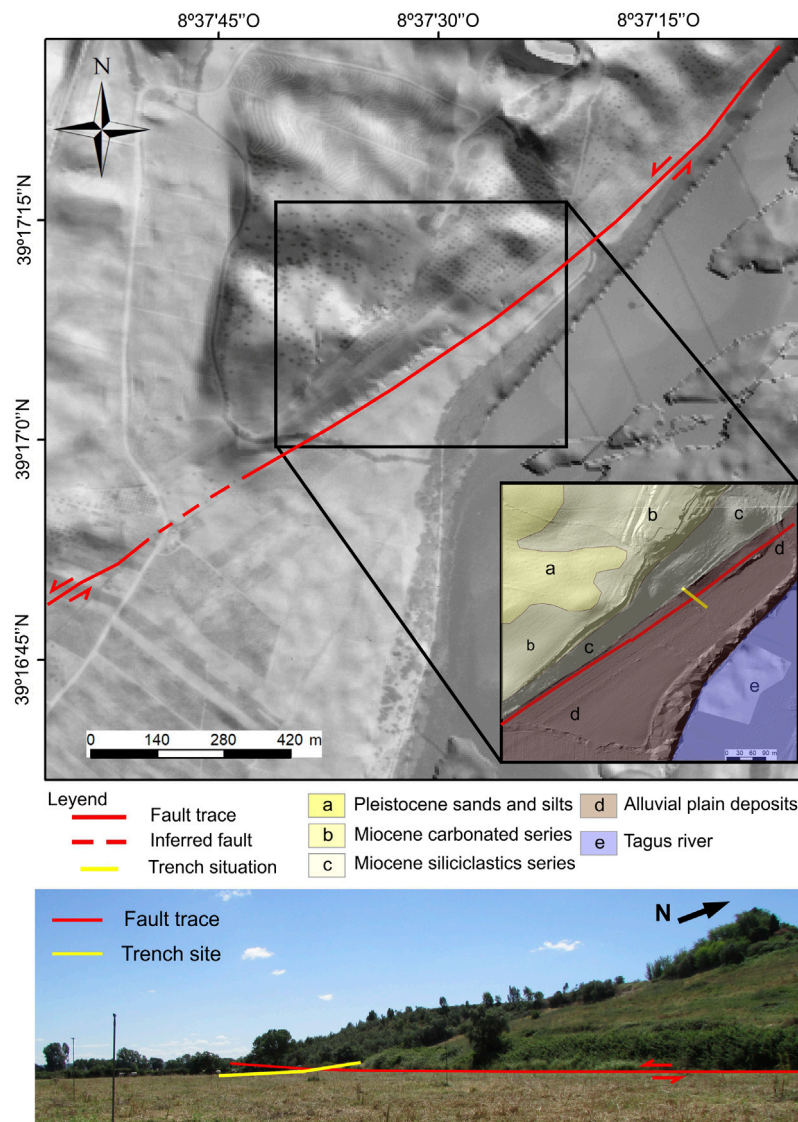 8º37'45''O 8º37'30''O 8º37'15''O
N
39º17'15''N
39º17'0''N
39º16'45''N
a
b
c
d
b
c
e
d
0 30 60 90 m
0 140 280 420 m
Leyend
Fault trace
Inferred fault
Trench situation
a Pleistocene sands and silts
b Miocene carbonated series
c Miocene siliciclastics series
d Alluvial plain deposits
e Tagus river
Fault trace
Trench site
N